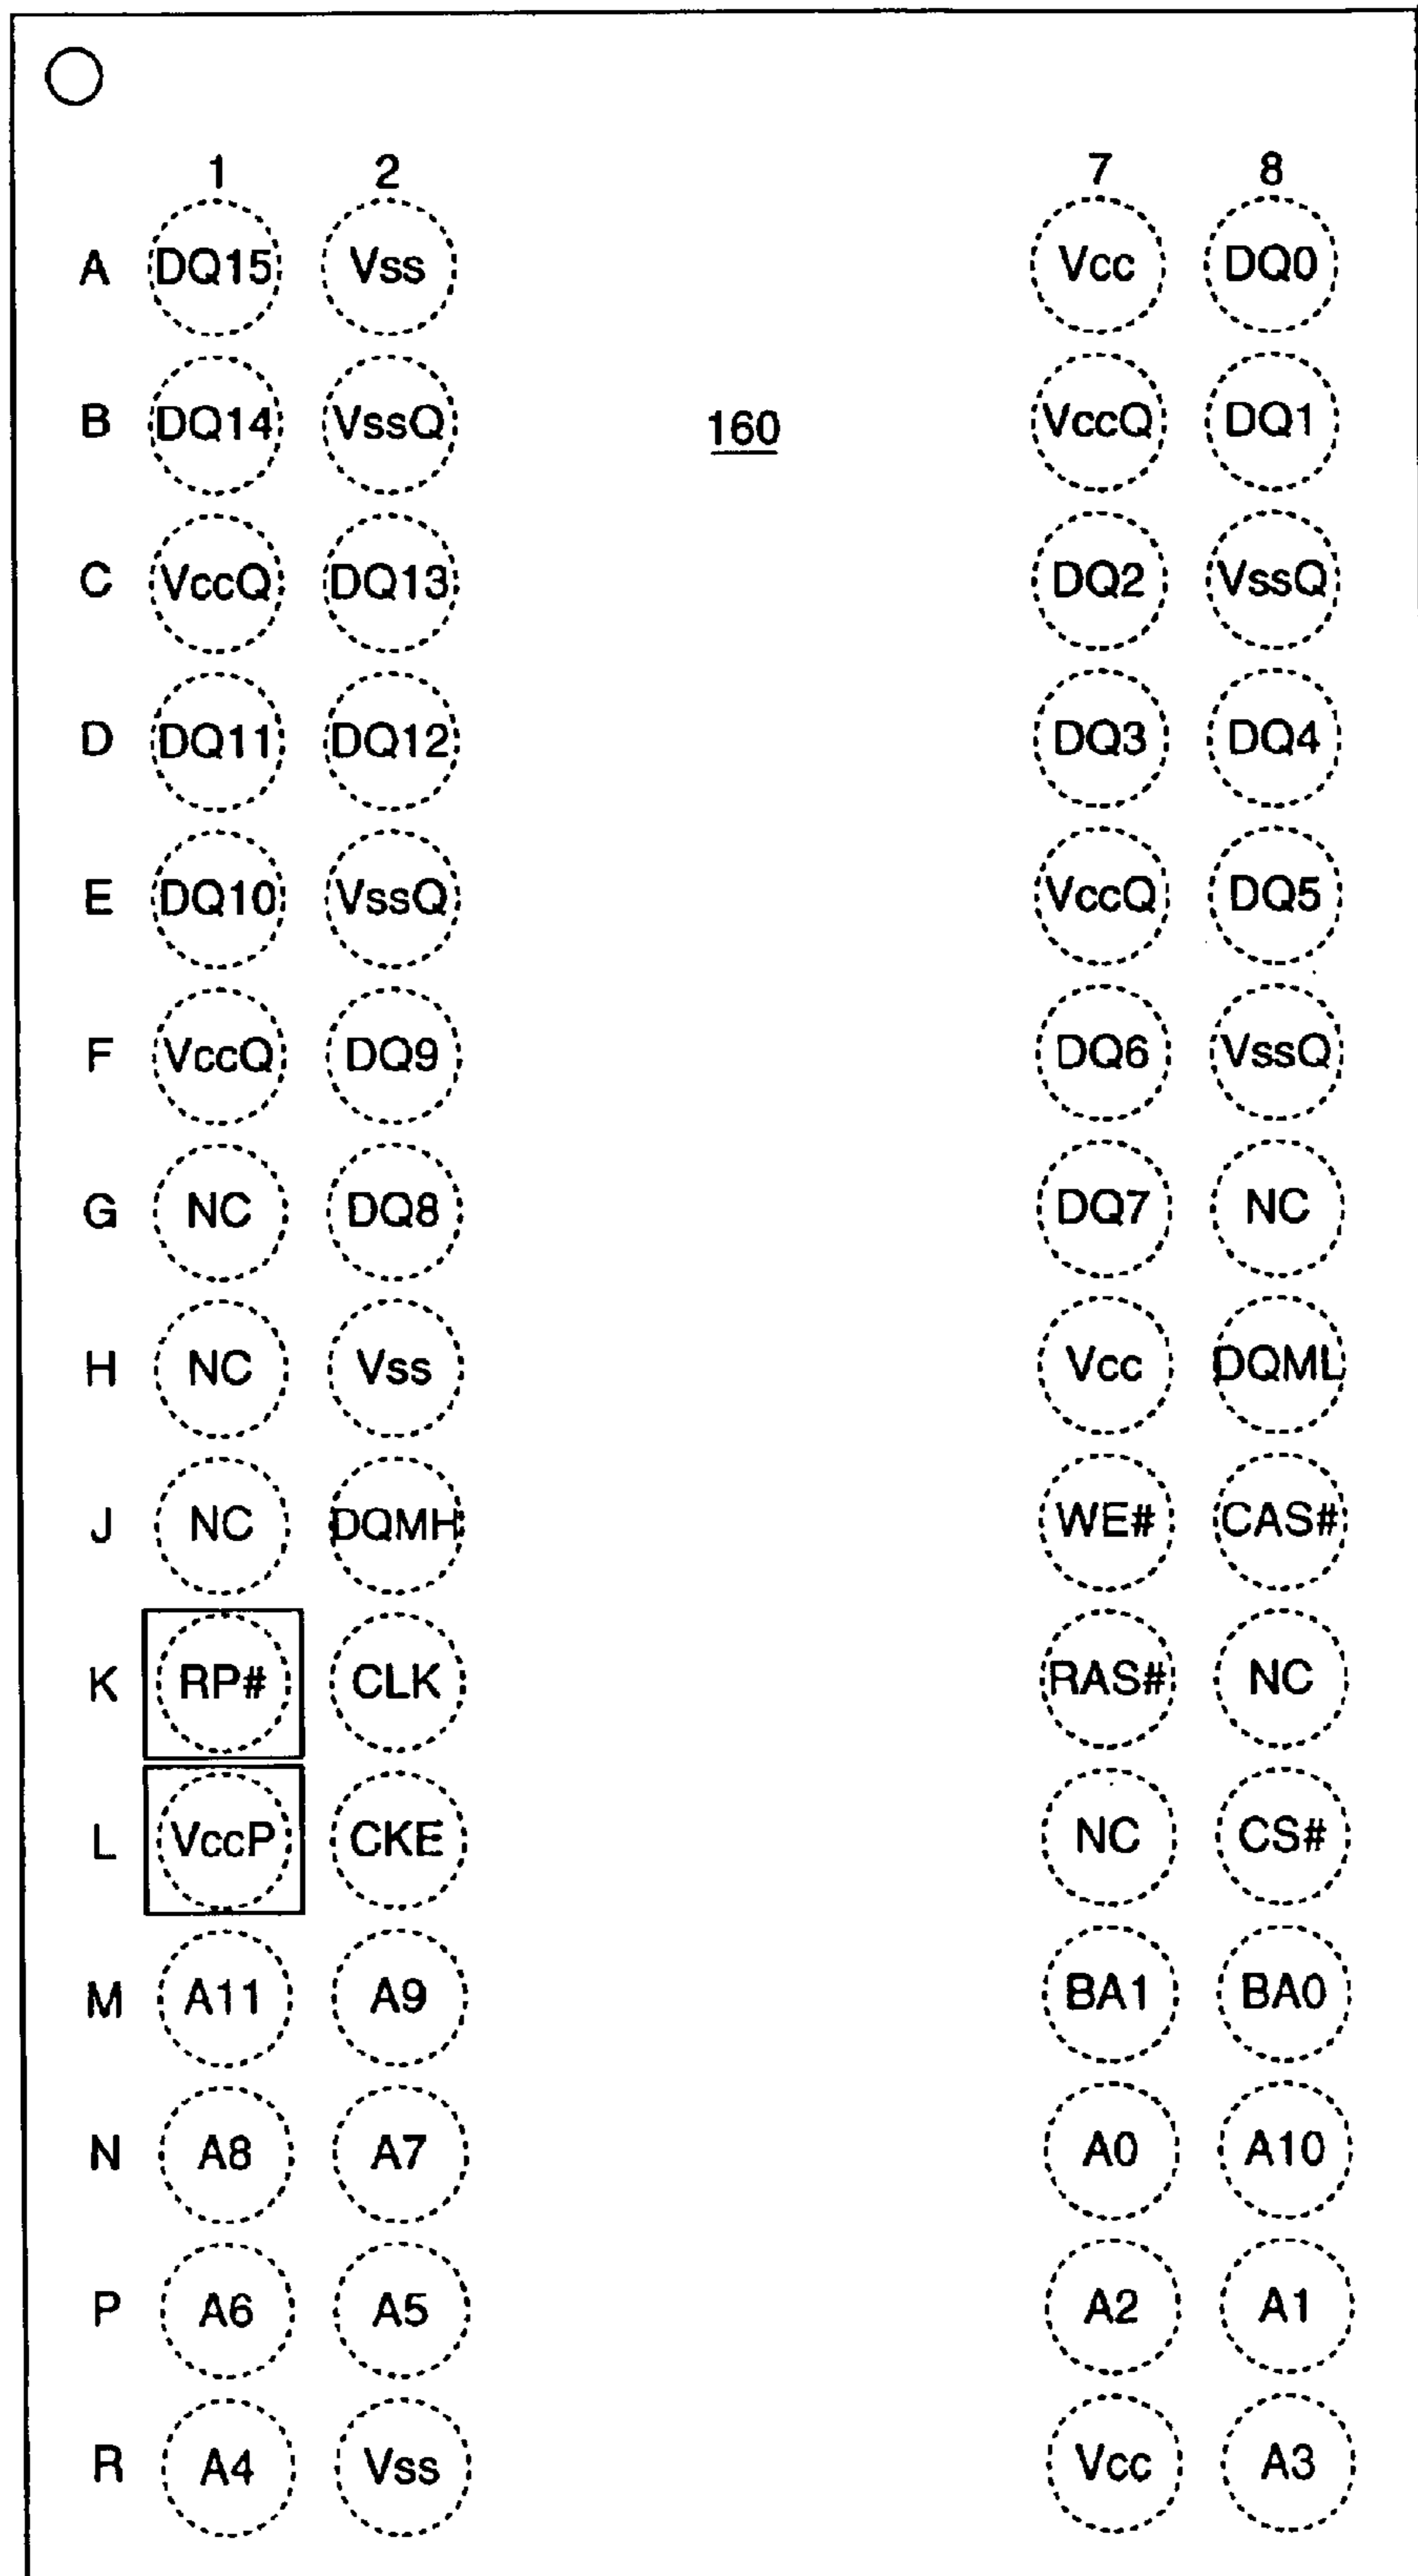 1 2 7 8
A DQ15 Vss Vcc DQ0
B DQ14 VssQ 160 VccQ DQ1
C VccQ DQ13 DQ2 VssQ
D DQ11 DQ12 DQ3 DQ4
E DQ10 VssQ VccQ DQ5
F VccQ DQ9 DQ6 VssQ
G NC DQ8 DQ7 NC
H NC Vss Vcc DQML
J NC DQMH WE# CAS#
K RP# CLK RAS# NC
L VccP CKE NC CS#
M A11 A9 BA1 BA0
N A8 A7 A0 A10
P A6 A5 A2 A1
R A4 Vss Vcc A3